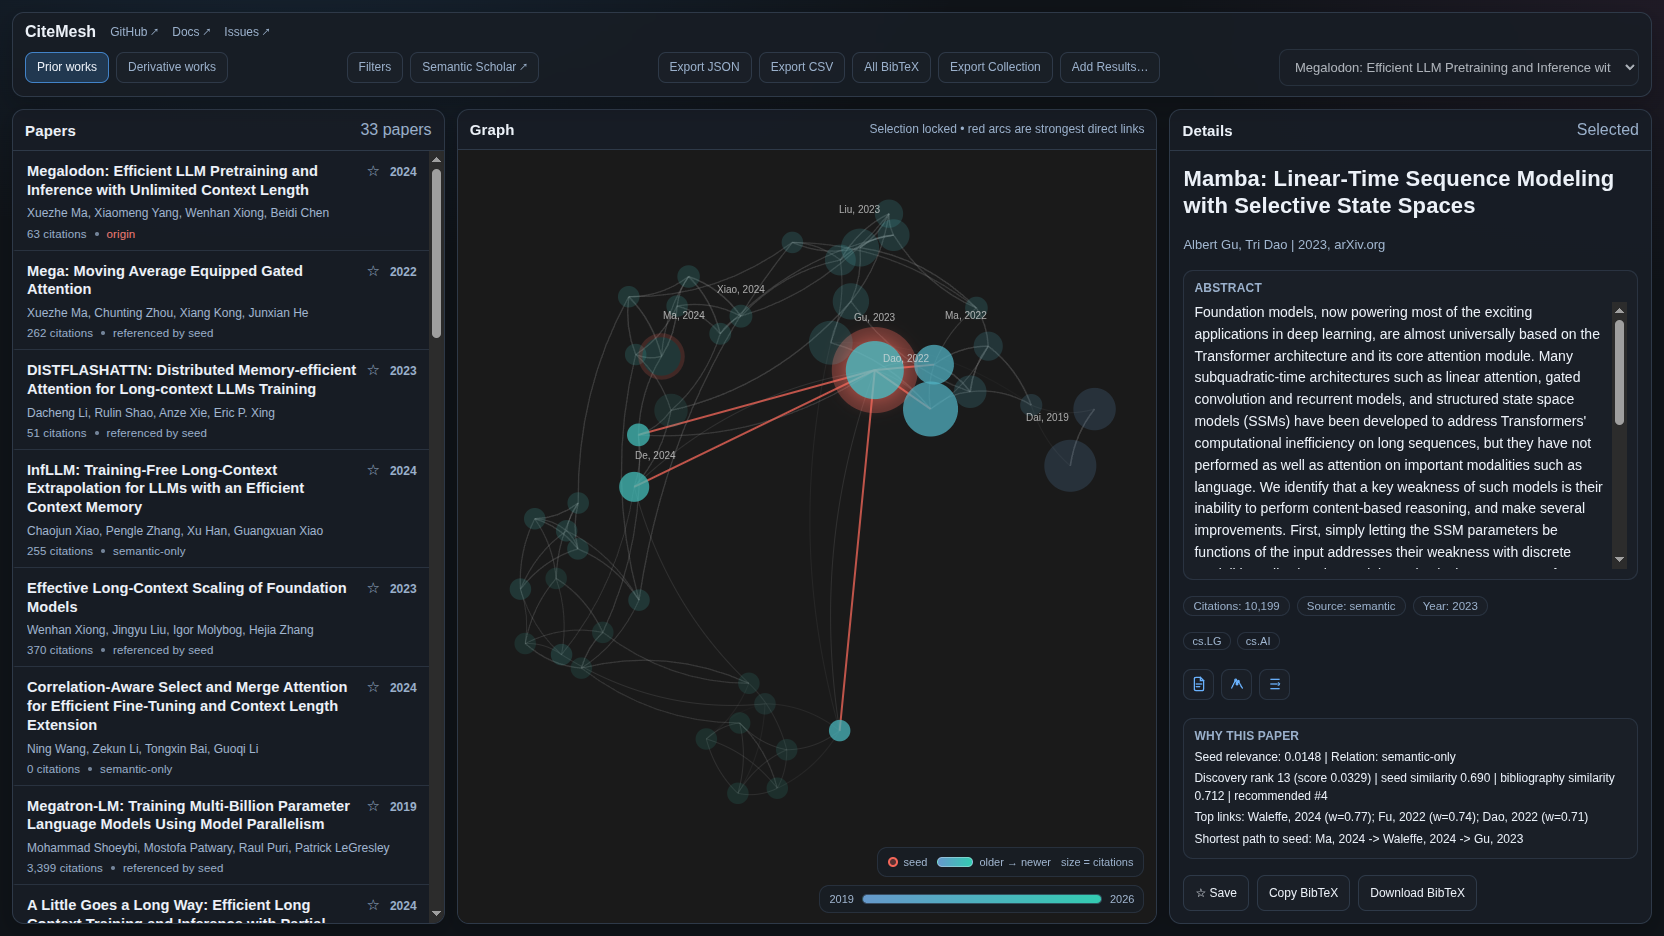 CiteMesh GitHub ↗ Docs ↗ Issues ↗
Prior works Derivative works Filters Semantic Scholar ↗ Export JSON Export CSV All BibTeX Export Collection Add Results… Megalodon: Efficient LLM Pretraining and Inference wit
Papers 33 papers
Megalodon: Efficient LLM Pretraining and ☆ 2024
Inference with Unlimited Context Length
Xuezhe Ma, Xiaomeng Yang, Wenhan Xiong, Beidi Chen
63 citations • origin
Mega: Moving Average Equipped Gated ☆ 2022
Attention
Xuezhe Ma, Chunting Zhou, Xiang Kong, Junxian He
262 citations • referenced by seed
DISTFLASHATTN: Distributed Memory-efficient ☆ 2023
Attention for Long-context LLMs Training
Dacheng Li, Rulin Shao, Anze Xie, Eric P. Xing
51 citations • referenced by seed
InfLLM: Training-Free Long-Context ☆ 2024
Extrapolation for LLMs with an Efficient
Context Memory
Chaojun Xiao, Pengle Zhang, Xu Han, Guangxuan Xiao
255 citations • semantic-only
Effective Long-Context Scaling of Foundation ☆ 2023
Models
Wenhan Xiong, Jingyu Liu, Igor Molybog, Hejia Zhang
370 citations • referenced by seed
Correlation-Aware Select and Merge Attention ☆ 2024
for Efficient Fine-Tuning and Context Length
Extension
Ning Wang, Zekun Li, Tongxin Bai, Guoqi Li
0 citations • semantic-only
Megatron-LM: Training Multi-Billion Parameter ☆ 2019
Language Models Using Model Parallelism
Mohammad Shoeybi, Mostofa Patwary, Raul Puri, Patrick LeGresley
3,399 citations • referenced by seed
A Little Goes a Long Way: Efficient Long ☆ 2024
Context Training and Inference with Partial
Graph Selection locked • red arcs are strongest direct links
Liu, 2023
Xiao, 2024
Ma, 2024
Gu, 2023
Ma, 2022
Dao, 2022
Dai, 2019
De, 2024
seed older → newer size = citations
2019 2026
Details Selected
Mamba: Linear-Time Sequence Modeling
with Selective State Spaces
Albert Gu, Tri Dao | 2023, arXiv.org
ABSTRACT
Foundation models, now powering most of the exciting
applications in deep learning, are almost universally based on the
Transformer architecture and its core attention module. Many
subquadratic-time architectures such as linear attention, gated
convolution and recurrent models, and structured state space
models (SSMs) have been developed to address Transformers'
computational inefficiency on long sequences, but they have not
performed as well as attention on important modalities such as
language. We identify that a key weakness of such models is their
inability to perform content-based reasoning, and make several
improvements. First, simply letting the SSM parameters be
functions of the input addresses their weakness with discrete
Citations: 10,199 Source: semantic Year: 2023
cs.LG cs.AI
WHY THIS PAPER
Seed relevance: 0.0148 | Relation: semantic-only
Discovery rank 13 (score 0.0329) | seed similarity 0.690 | bibliography similarity
0.712 | recommended #4
Top links: Waleffe, 2024 (w=0.77); Fu, 2022 (w=0.74); Dao, 2022 (w=0.71)
Shortest path to seed: Ma, 2024 -> Waleffe, 2024 -> Gu, 2023
☆ Save Copy BibTeX Download BibTeX